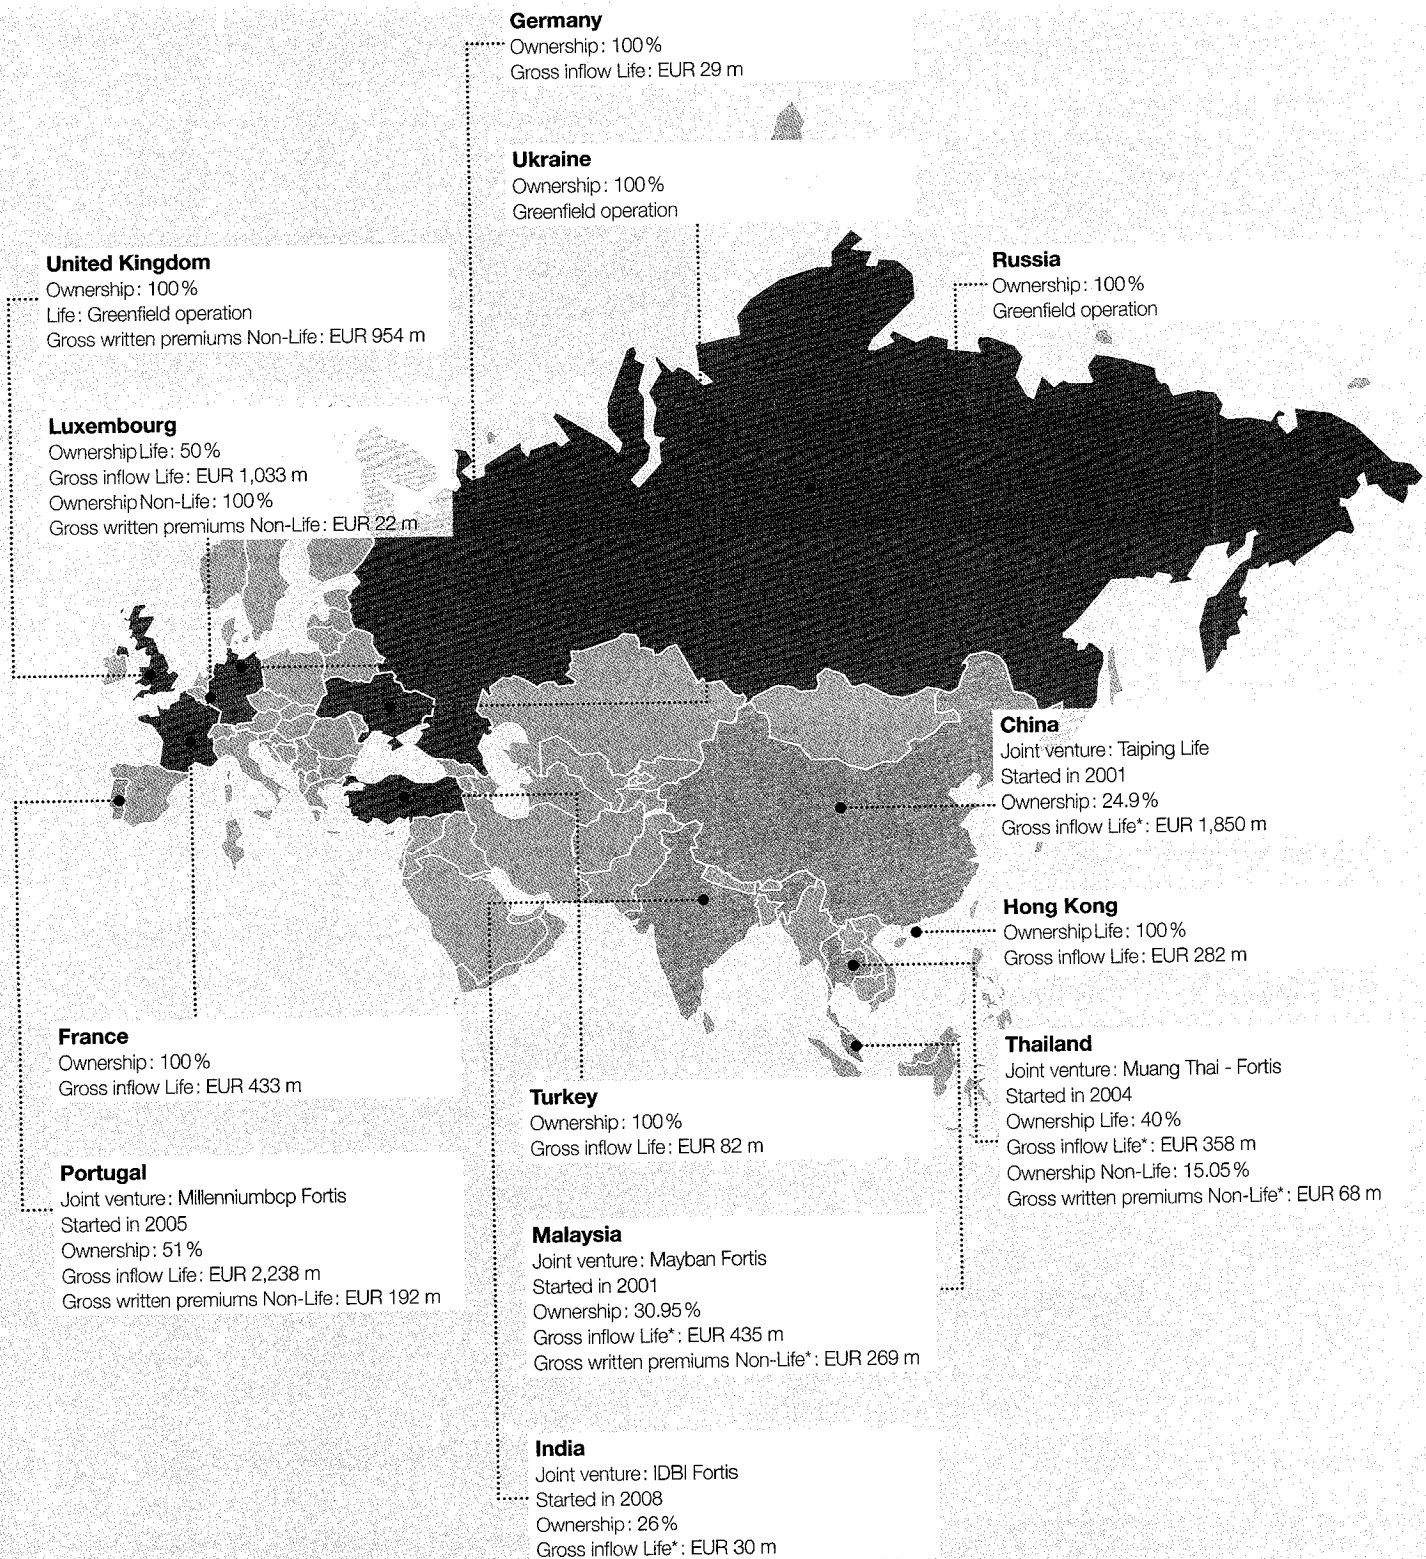 Germany
Ownership: 100%
Gross inflow Life: EUR 29 m
Ukraine
Ownership: 100%
Greenfield operation
United Kingdom
Ownership: 100%
Life: Greenfield operation
Gross written premiums Non-Life: EUR 954 m
Russia
Ownership: 100%
Greenfield operation
Luxembourg
Ownership Life: 50%
Gross inflow Life: EUR 1,033 m
Ownership Non-Life: 100%
Gross written premiums Non-Life: EUR 22 m
China
Joint venture: Taiping Life
Started in 2001
Ownership: 24.9%
Gross inflow Life*: EUR 1,850 m
Hong Kong
Ownership Life: 100%
Gross inflow Life: EUR 282 m
France
Ownership: 100%
Gross inflow Life: EUR 433 m
Thailand
Joint venture: Muang Thai - Fortis
Started in 2004
Ownership Life: 40%
Gross inflow Life*: EUR 358 m
Ownership Non-Life: 15.05%
Gross written premiums Non-Life*: EUR 68 m
Turkey
Ownership: 100%
Gross inflow Life: EUR 82 m
Portugal
Joint venture: Millenniumbcp Fortis
Started in 2005
Ownership: 51%
Gross inflow Life: EUR 2,238 m
Gross written premiums Non-Life: EUR 192 m
Malaysia
Joint venture: Mayban Fortis
Started in 2001
Ownership: 30.95%
Gross inflow Life*: EUR 435 m
Gross written premiums Non-Life*: EUR 269 m
India
Joint venture: IDBI Fortis
Started in 2008
Ownership: 26%
Gross inflow Life*: EUR 30 m